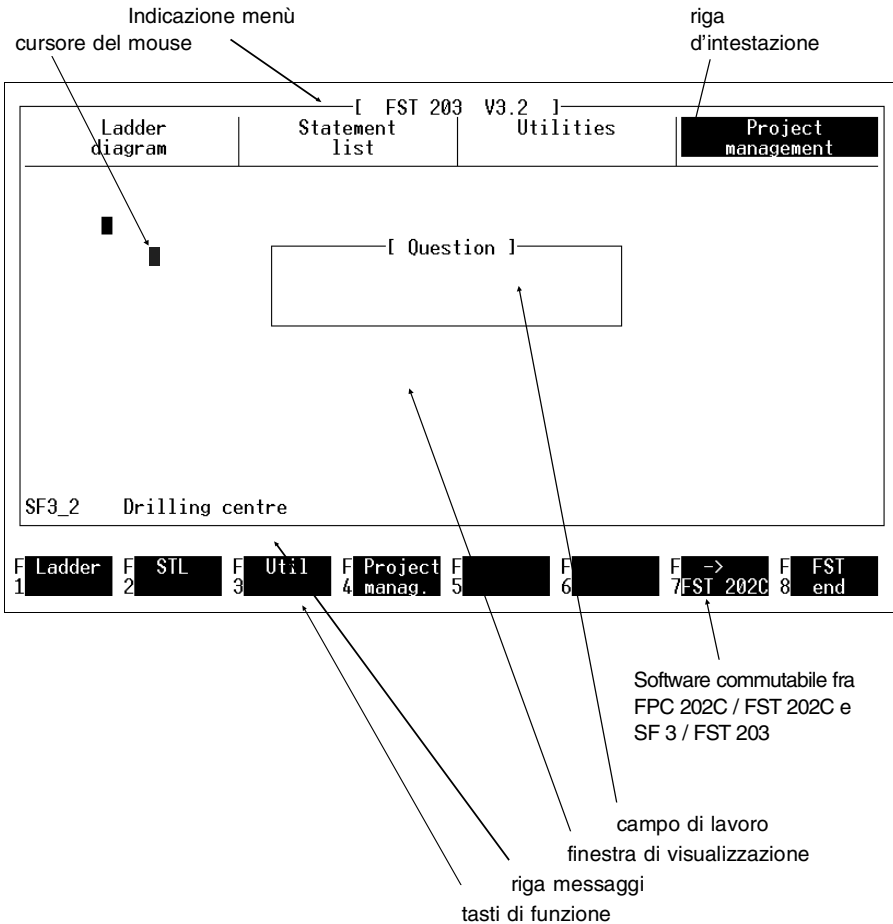 Indicazione menù
cursore del mouse
riga
d'intestazione
[ FST 203 V3.2 ]
Ladder
diagram
Statement
list
Utilities
Project
management
[ Question ]
SF3_2 Drilling centre
F1 Ladder
F2 STL
F3 Util
F4 Project
manag.
F5
F6
F7 ->
FST 202C
F8 FST
end
Software commutabile fra
FPC 202C / FST 202C e
SF 3 / FST 203
campo di lavoro
finestra di visualizzazione
riga messaggi
tasti di funzione